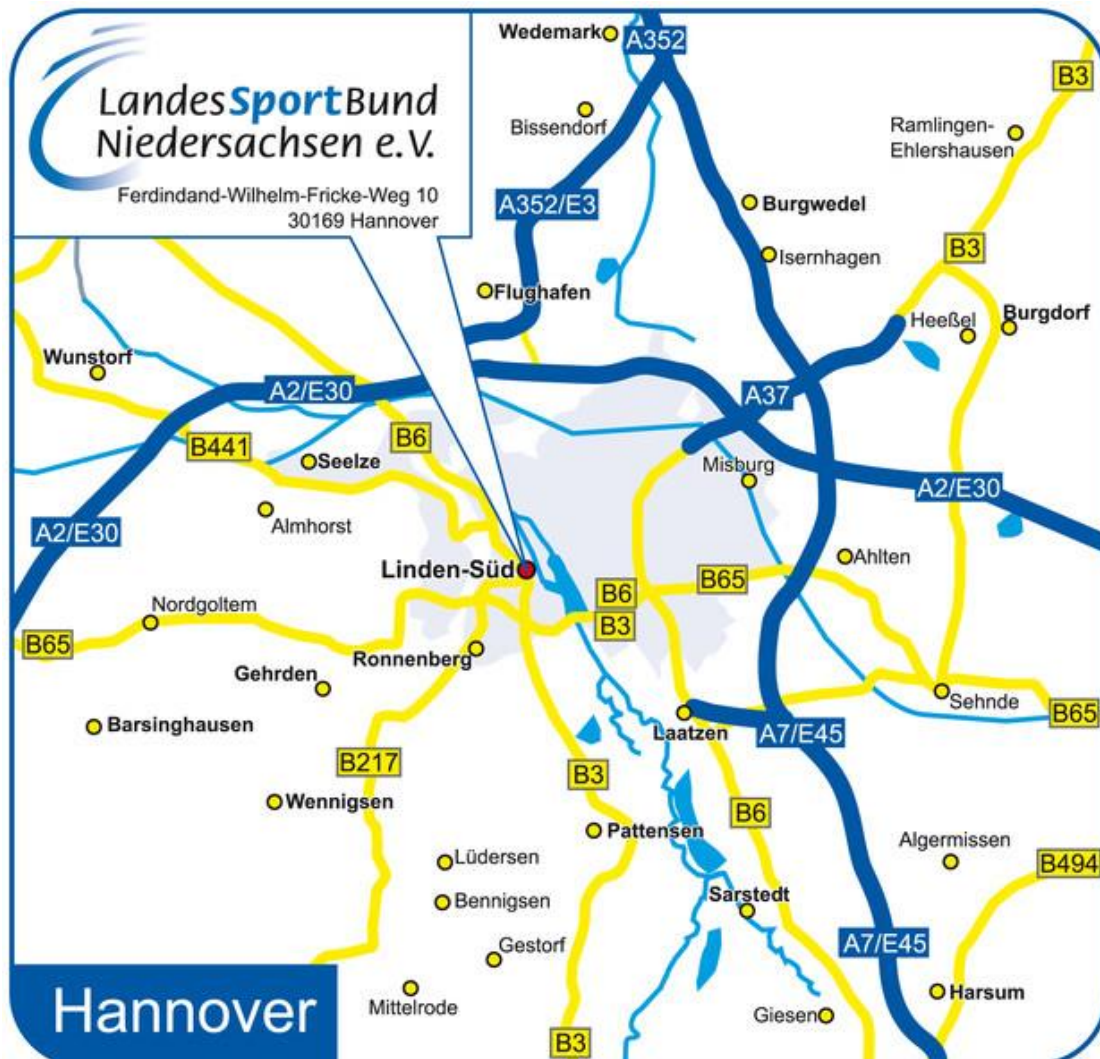 LandesSportBund
Niedersachsen e.V.
Ferdindand-Wilhelm-Fricke-Weg 10
30169 Hannover
Wedemark
A352
B3
Bissendorf
Ramlingen-
Ehlershausen
A352/E3
Burgwedel
B3
Isernhagen
Flughafen
Heeßel
Burgdorf
Wunstorf
A2/E30
A37
B441
B6
Seelze
Misburg
A2/E30
A2/E30
Almhorst
Linden-Süd
Ahlten
B6
B65
Nordgoltem
B3
B65
Ronnenberg
Gehrden
Sehnde
B65
Barsinghausen
Laatzen
A7/E45
B217
B3
Wennigsen
B6
Pattensen
Algermissen
Lüdersen
B494
Sarstedt
Bennigsen
Gestorf
A7/E45
Harsum
Mittelrode
Giesen
Hannover
B3